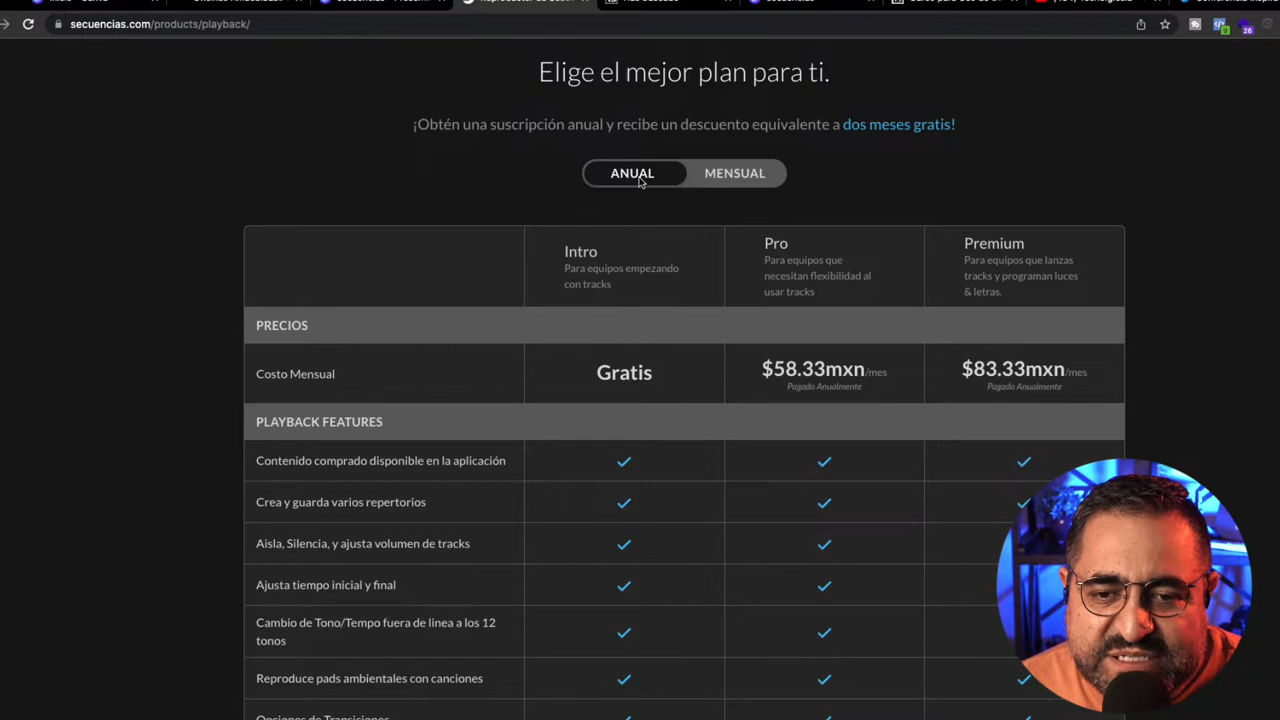 secuencias.com/products/playback/
Elige el mejor plan para ti.
¡Obtén una suscripción anual y recibe un descuento equivalente a dos meses gratis!
ANUAL MENSUAL
Intro
Para equipos empezando
con tracks
Pro
Para equipos que
necesitan flexibilidad al
usar tracks
Premium
Para equipos que lanzas
tracks y programan luces
& letras.
PRECIOS
Costo Mensual
Gratis
$58.33mxn/mes
Pagado Anualmente
$83.33mxn/mes
Pagado Anualmente
PLAYBACK FEATURES
Contenido comprado disponible en la aplicación
Crea y guarda varios repertorios
Aisla, Silencia, y ajusta volumen de tracks
Ajusta tiempo inicial y final
Cambio de Tono/Tempo fuera de linea a los 12
tonos
Reproduce pads ambientales con canciones
Opciones de Transiciones